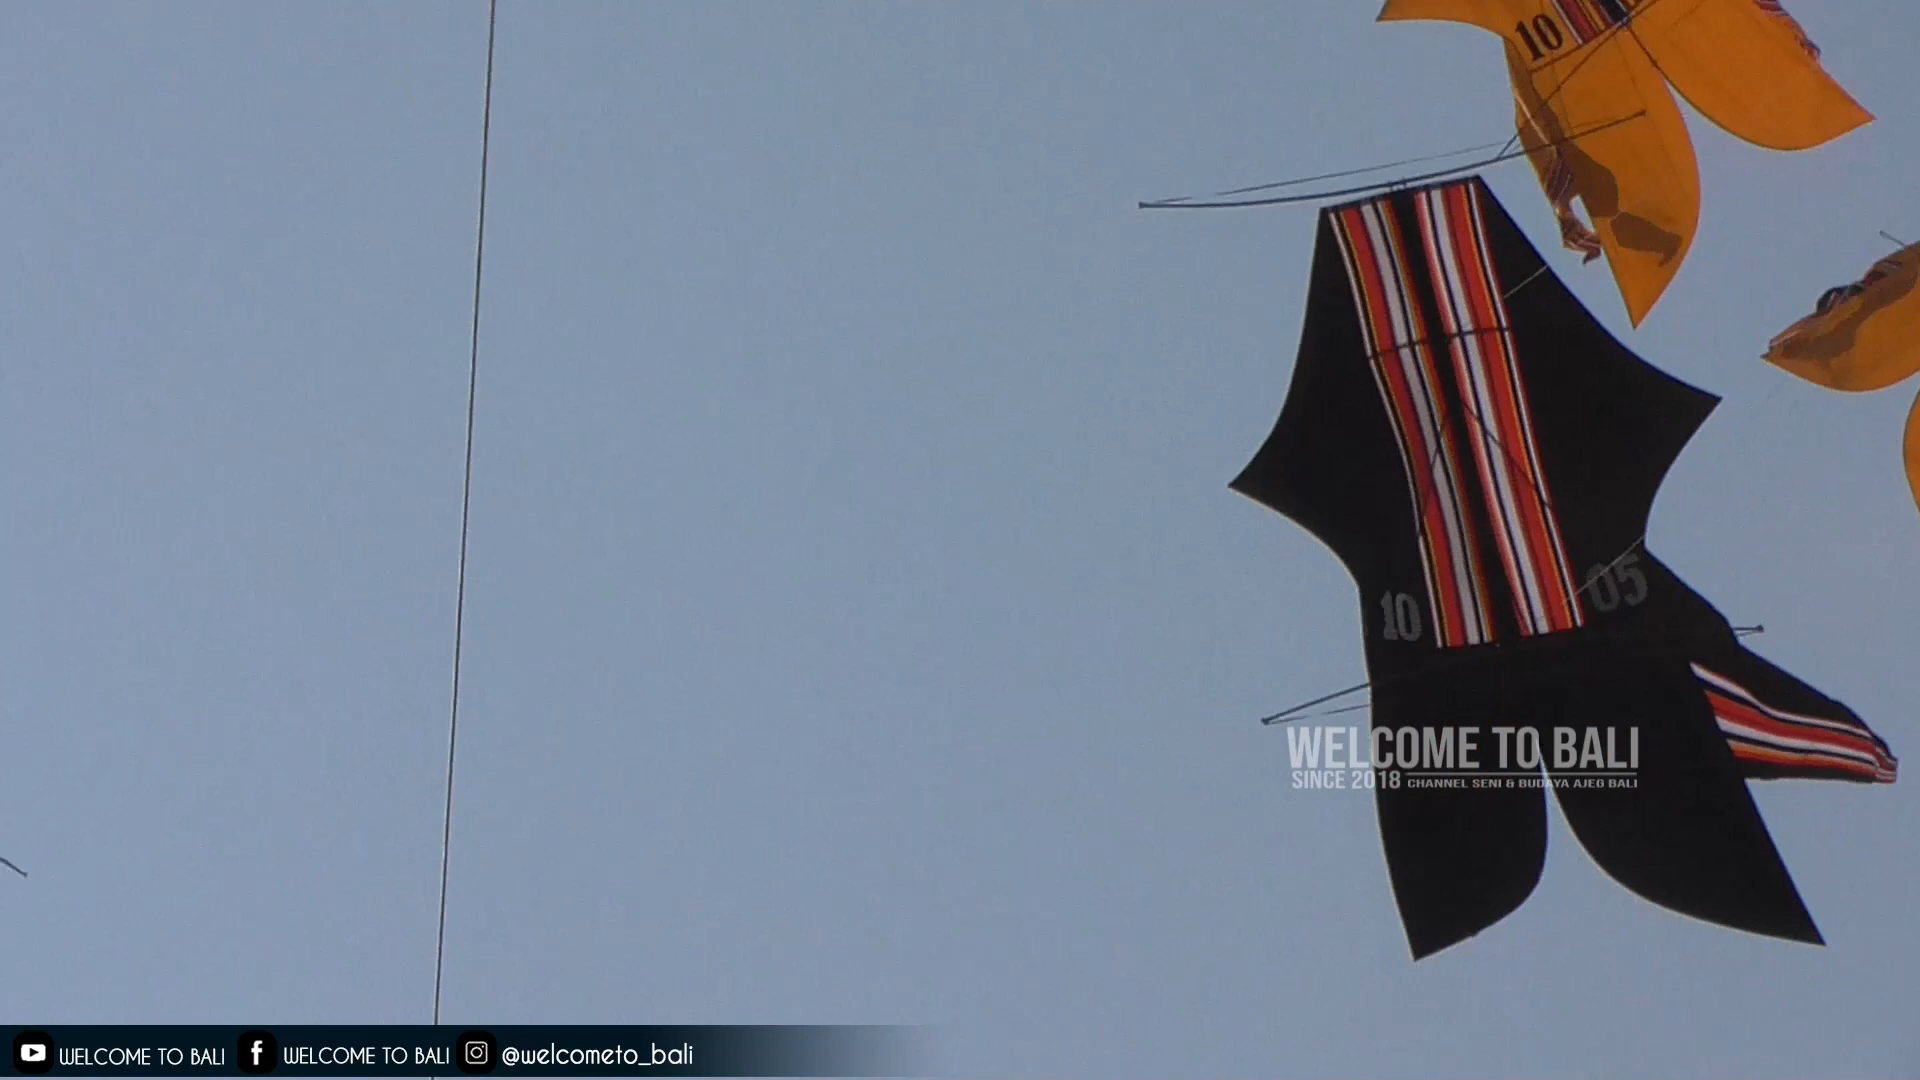 10
10
05
WELCOME TO BALI
SINCE 2018 CHANNEL SENI & BUDAYA AJEG BALI
WELCOME TO BALI
WELCOME TO BALI
@welcometo_bali